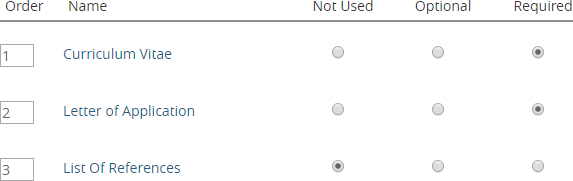 Order Name Not Used Optional Required
1 Curriculum Vitae
2 Letter of Application
3 List Of References